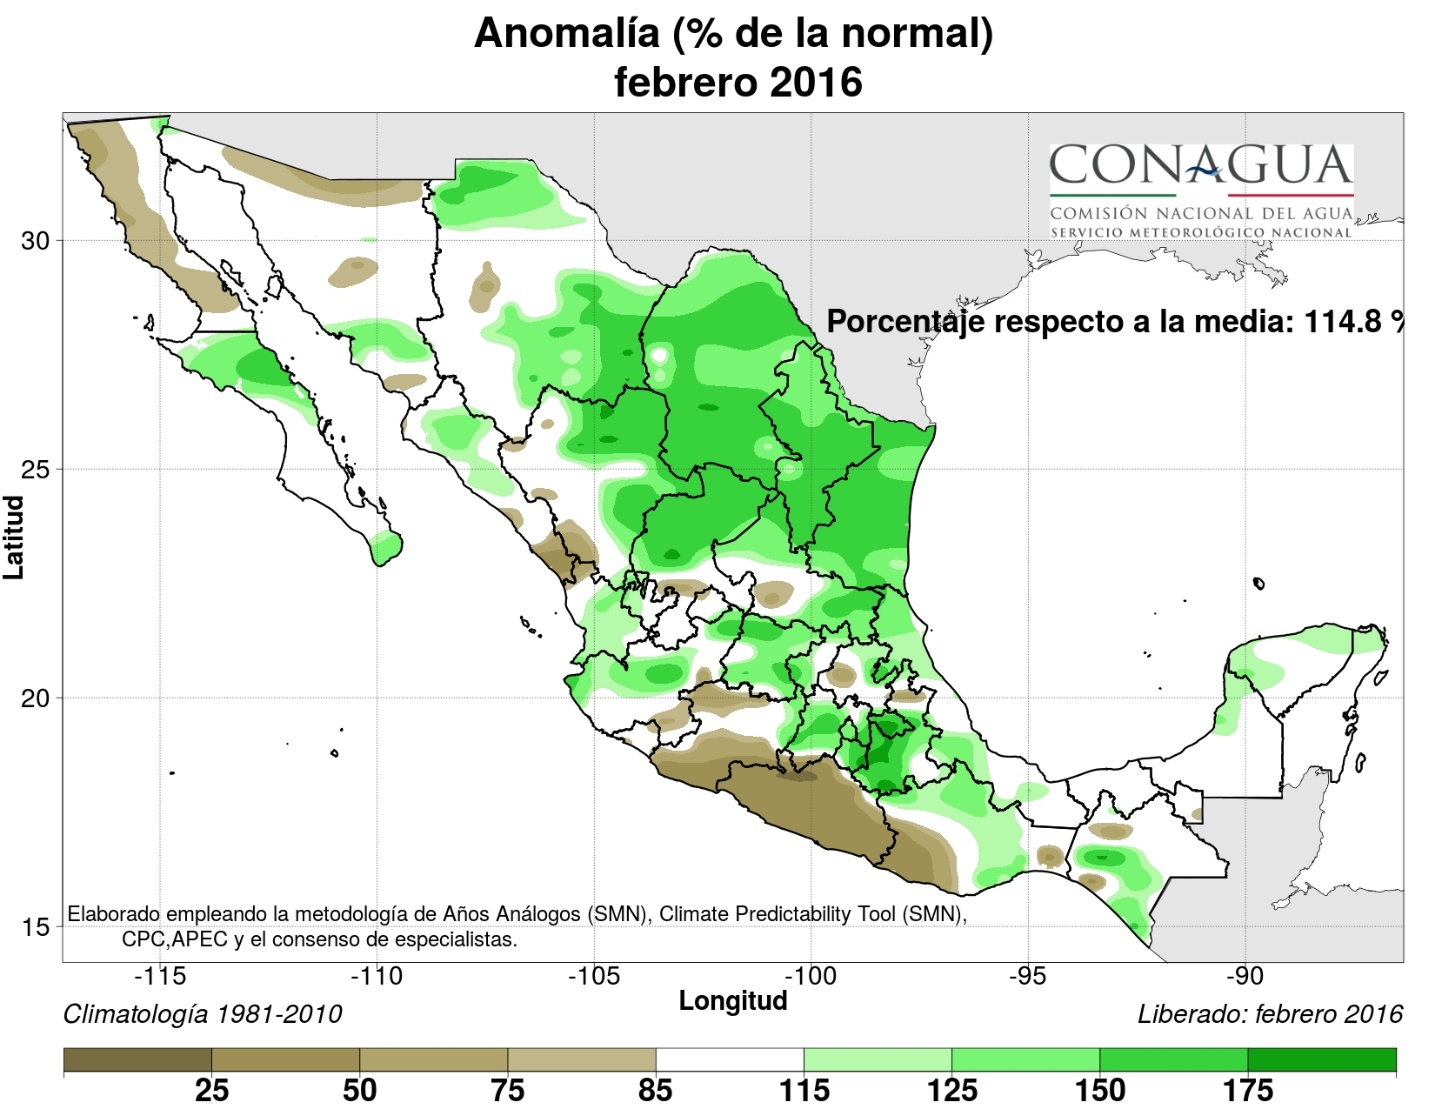 Anomalía (% de la normal)
febrero 2016
CONAGUA
COMISIÓN NACIONAL DEL AGUA
SERVICIO METEOROLÓGICO NACIONAL
Porcentaje respecto a la media: 114.8 %
30
25
20
15
Latitud
Elaborado empleando la metodología de Años Análogos (SMN), Climate Predictability Tool (SMN),
CPC,APEC y el consenso de especialistas.
-115 -110 -105 -100 -95 -90
Longitud
Climatología 1981-2010
Liberado: febrero 2016
25 50 75 85 115 125 150 175